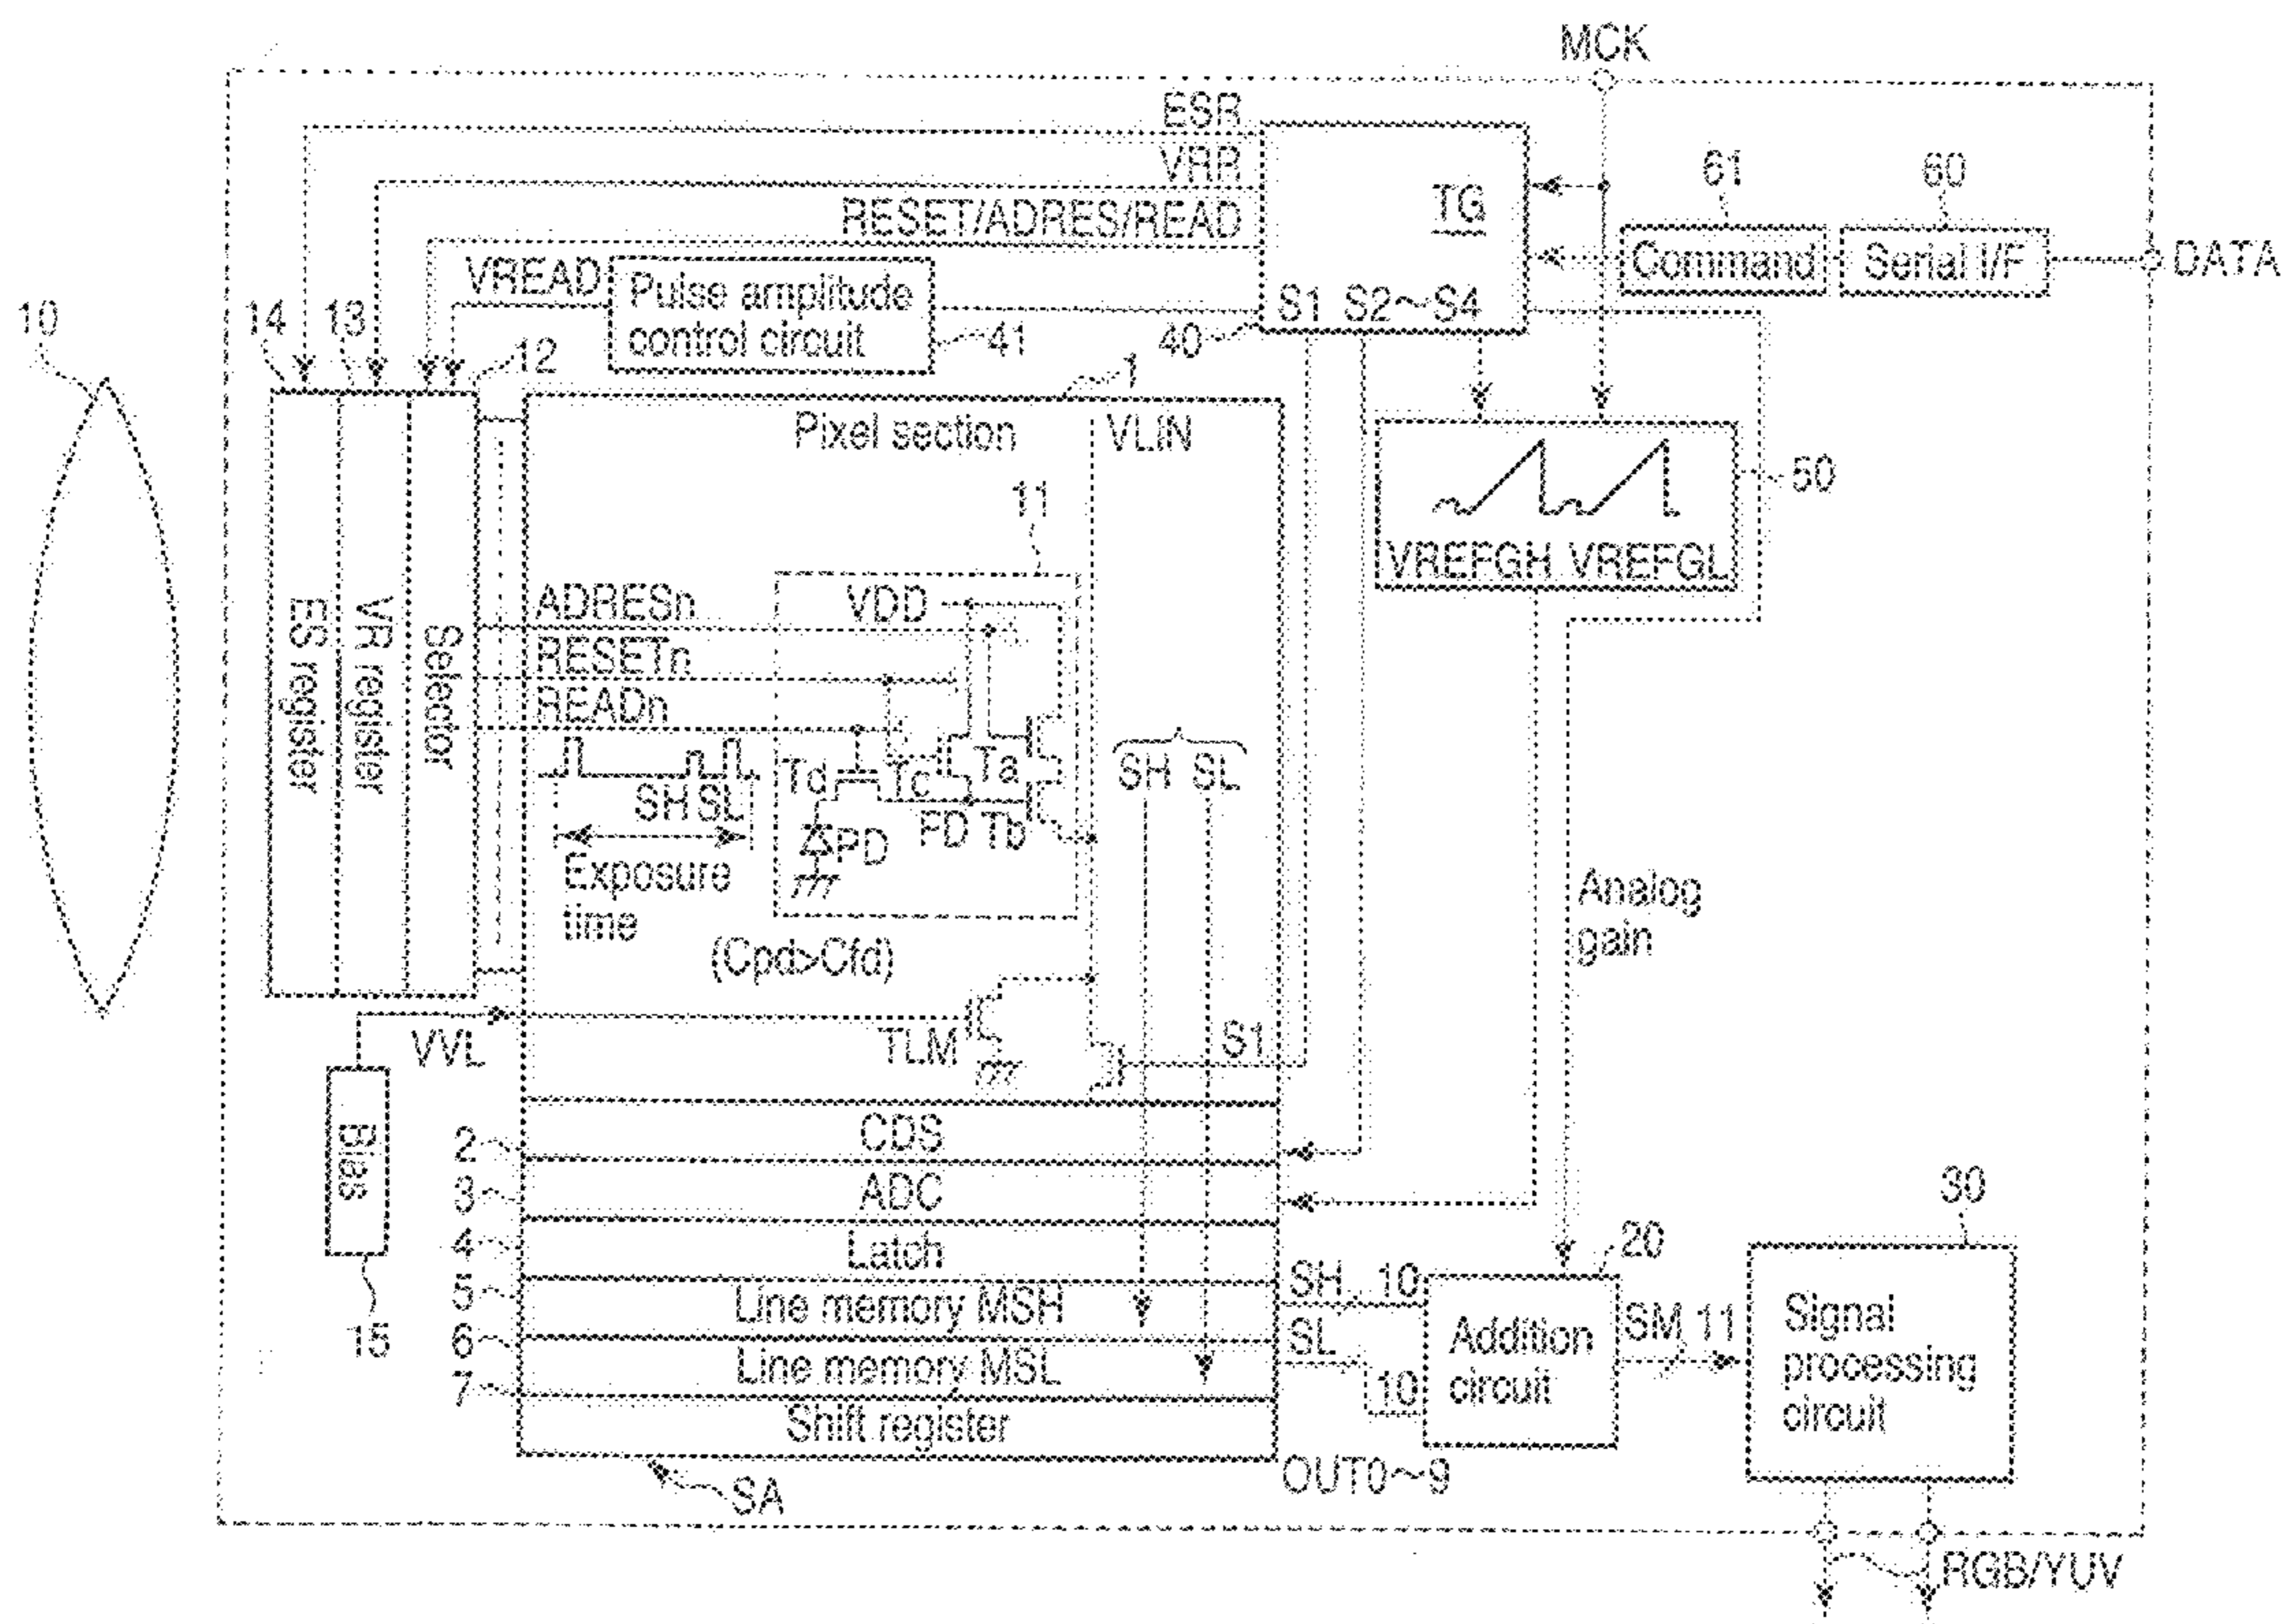 MCK
ESR
VRR
RESET/ADRES/READ
TG
61
60
Command
Serial I/F
DATA
VREAD
Pulse amplitude
control circuit
41
40
S1 S2~S4
10
14
13
12
1
Pixel section
VLIN
50
VREFGH VREFGL
11
ADRESn
RESETn
READn
VDD
ES register
VR register
Selector
Td
Tc
Ta
SH SL
SH SL
PD
FD
Tb
Exposure
time
(Cpd>Cfd)
Analog
gain
VVL
TLM
S1
Bias
15
2
CDS
3
ADC
4
Latch
5
Line memory MSH
6
Line memory MSL
7
Shift register
SA
SH
10
SL
10
OUT0~9
20
Addition
circuit
SM
11
30
Signal
processing
circuit
RGB/YUV